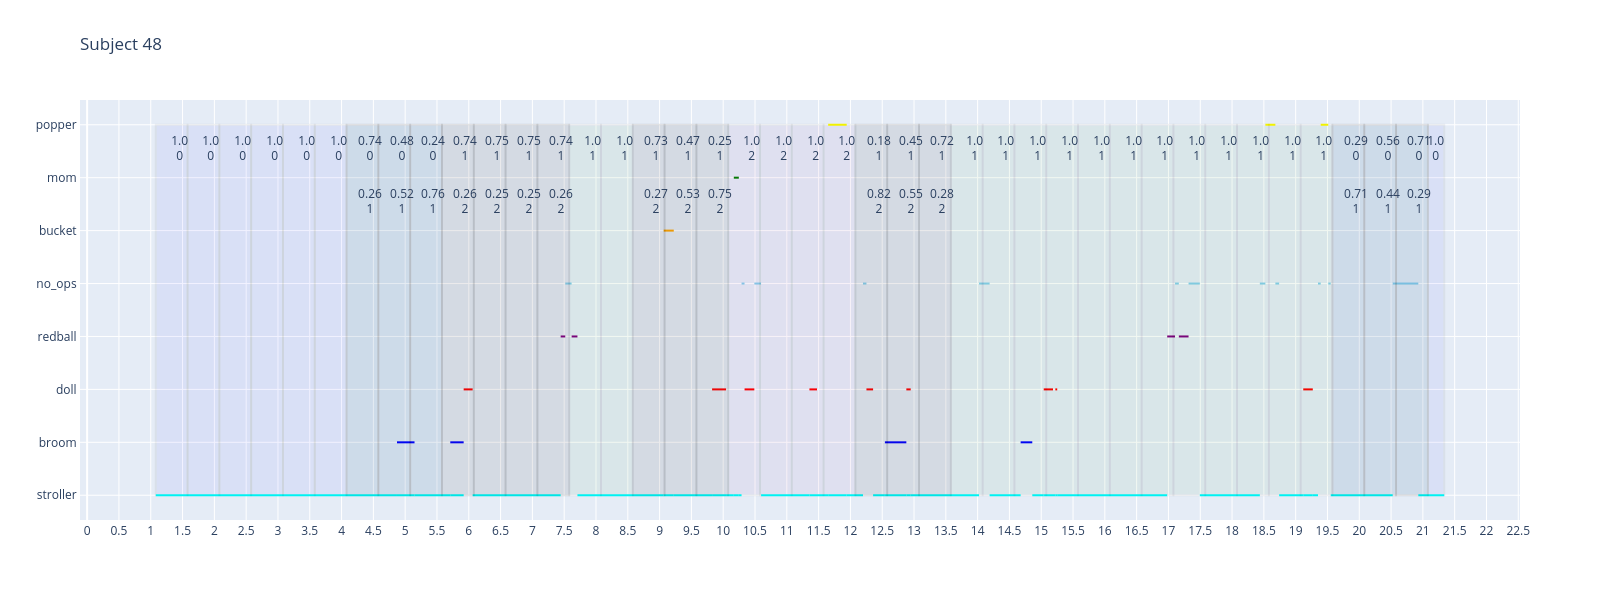 Subject 48
popper
1.0 1.0 1.0 1.0 1.0 1.0 0.74 0.48 0.24 0.74 0.75 0.75 0.74 1.0 1.0 0.73 0.47 0.25 1.0 1.0 1.0 1.0 0.18 0.45 0.72 1.0 1.0 1.0 1.0 1.0 1.0 1.0 1.0 1.0 1.0 1.0 1.0 0.29 0.56 0.71 1.0
0 0 0 0 0 0 0 0 0 1 1 1 1 1 1 1 1 1 2 2 2 2 1 1 1 1 1 1 1 1 1 1 1 1 1 1 1 0 0 0 0
mom
0.26 0.52 0.76 0.26 0.25 0.25 0.26 0.27 0.53 0.75 0.82 0.55 0.28 0.71 0.44 0.29
1 1 1 2 2 2 2 2 2 2 2 2 2 1 1 1
bucket
no_ops
redball
doll
broom
stroller
0 0.5 1 1.5 2 2.5 3 3.5 4 4.5 5 5.5 6 6.5 7 7.5 8 8.5 9 9.5 10 10.5 11 11.5 12 12.5 13 13.5 14 14.5 15 15.5 16 16.5 17 17.5 18 18.5 19 19.5 20 20.5 21 21.5 22 22.5